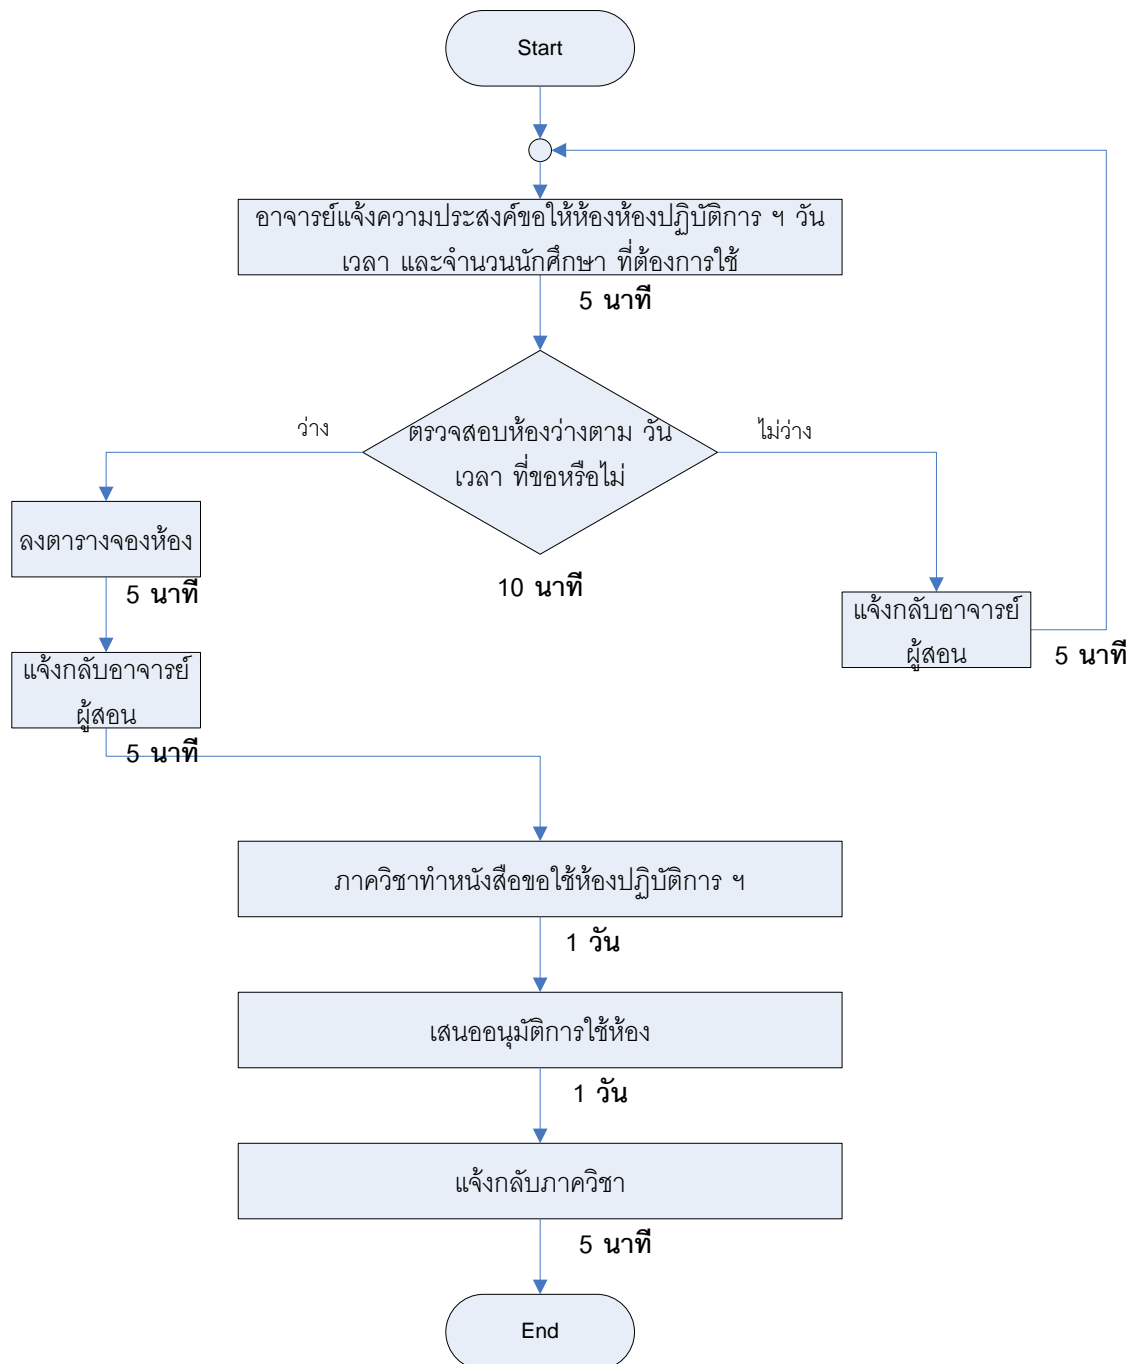 Start
อาจารย์แจ้งความประสงค์ขอให้ห้องห้องปฏิบัติการ ฯ วัน
เวลา และจำนวนนักศึกษา ที่ต้องการใช้
5 นาที
ตรวจสอบห้องว่างตาม วัน
เวลา ที่ขอหรือไม่
ว่าง
ไม่ว่าง
10 นาที
ลงตารางจองห้อง
5 นาที
แจ้งกลับอาจารย์
ผู้สอน
5 นาที
แจ้งกลับอาจารย์
ผู้สอน
5 นาที
ภาควิชาทำหนังสือขอใช้ห้องปฏิบัติการ ฯ
1 วัน
เสนออนุมัติการใช้ห้อง
1 วัน
แจ้งกลับภาควิชา
5 นาที
End